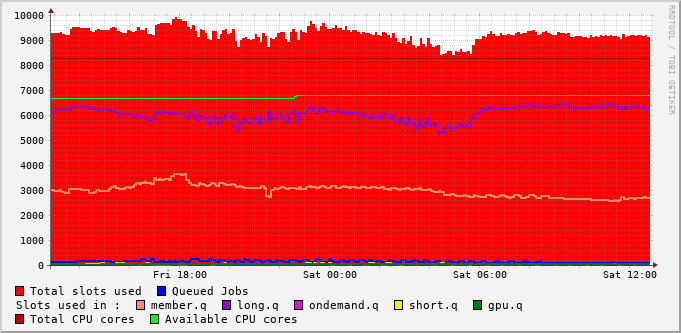 10000
9000
8000
7000
6000
5000
4000
3000
2000
1000
0
Fri 18:00 Sat 00:00 Sat 06:00 Sat 12:00
RRDTOOL / TOBI OETIKER
Total slots used Queued Jobs
Slots used in : member.q long.q ondemand.q short.q gpu.q
Total CPU cores Available CPU cores